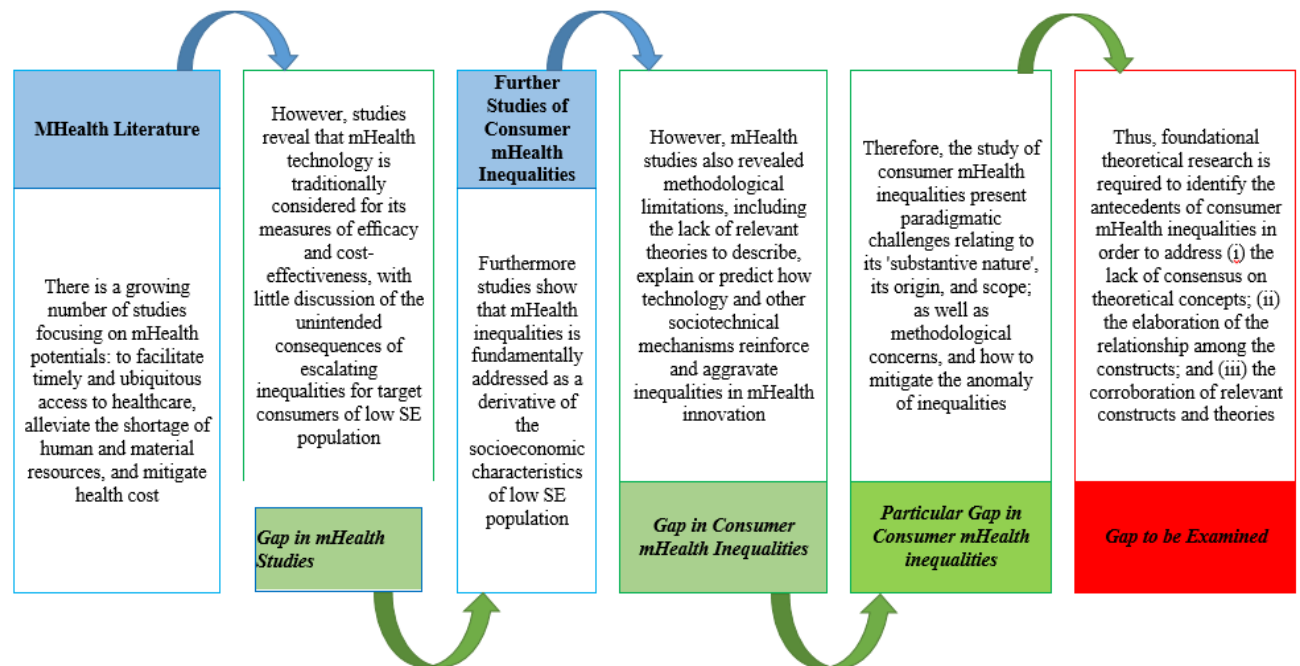 MHealth Literature
There is a growing
number of studies
focusing on mHealth
potentials: to facilitate
timely and ubiquitous
access to healthcare,
alleviate the shortage of
human and material
resources, and mitigate
health cost
However, studies
reveal that mHealth
technology is
traditionally
considered for its
measures of efficacy
and cost-
effectiveness, with
little discussion of the
unintended
consequences of
escalating
inequalities for target
consumers of low SE
population
Gap in mHealth
Studies
Further
Studies of
Consumer
mHealth
Inequalities
Furthermore
studies show
that mHealth
inequalities is
fundamentally
addressed as a
derivative of
the
socioeconomic
characteristics
of low SE
population
However, mHealth
studies also revealed
methodological
limitations, including
the lack of relevant
theories to describe,
explain or predict how
technology and other
sociotechnical
mechanisms reinforce
and aggravate
inequalities in mHealth
innovation
Gap in Consumer
mHealth Inequalities
Therefore, the study of
consumer mHealth
inequalities present
paradigmatic
challenges relating to
its 'substantive nature',
its origin, and scope;
as well as
methodological
concerns, and how to
mitigate the anomaly
of inequalities
Particular Gap in
Consumer mHealth
inequalities
Thus, foundational
theoretical research is
required to identify the
antecedents of consumer
mHealth inequalities in
order to address (i) the
lack of consensus on
theoretical concepts; (ii)
the elaboration of the
relationship among the
constructs; and (iii) the
corroboration of relevant
constructs and theories
Gap to be Examined